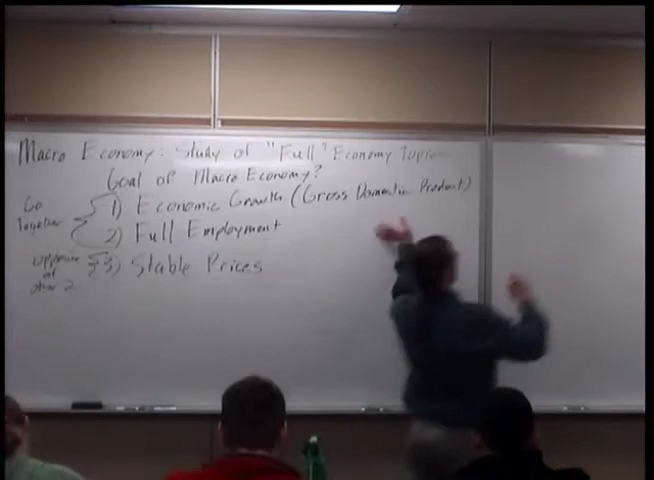 Macro Economy: Study of "Full" Economy Topics
Goal of Macro Economy?
Go Together
1) Economic Growth (Gross Domestic Product)
2) Full Employment
opposite of other 2
3) Stable Prices